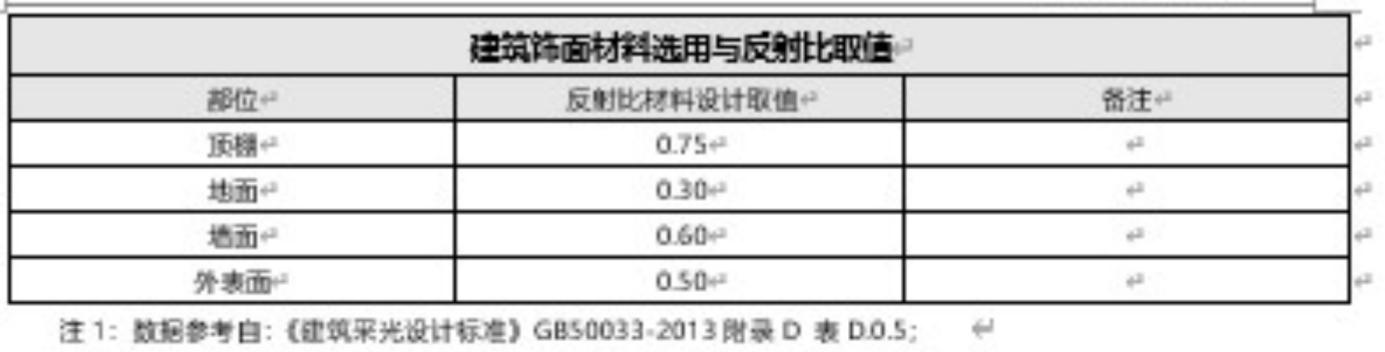 建筑饰面材料选用与反射比取值
部位 反射比材料设计取值 备注
顶棚 0.75
地面 0.30
墙面 0.60
外表面 0.50
注 1：数据参考自：《建筑采光设计标准》GB50033-2013 附录 D 表 D.0.5；